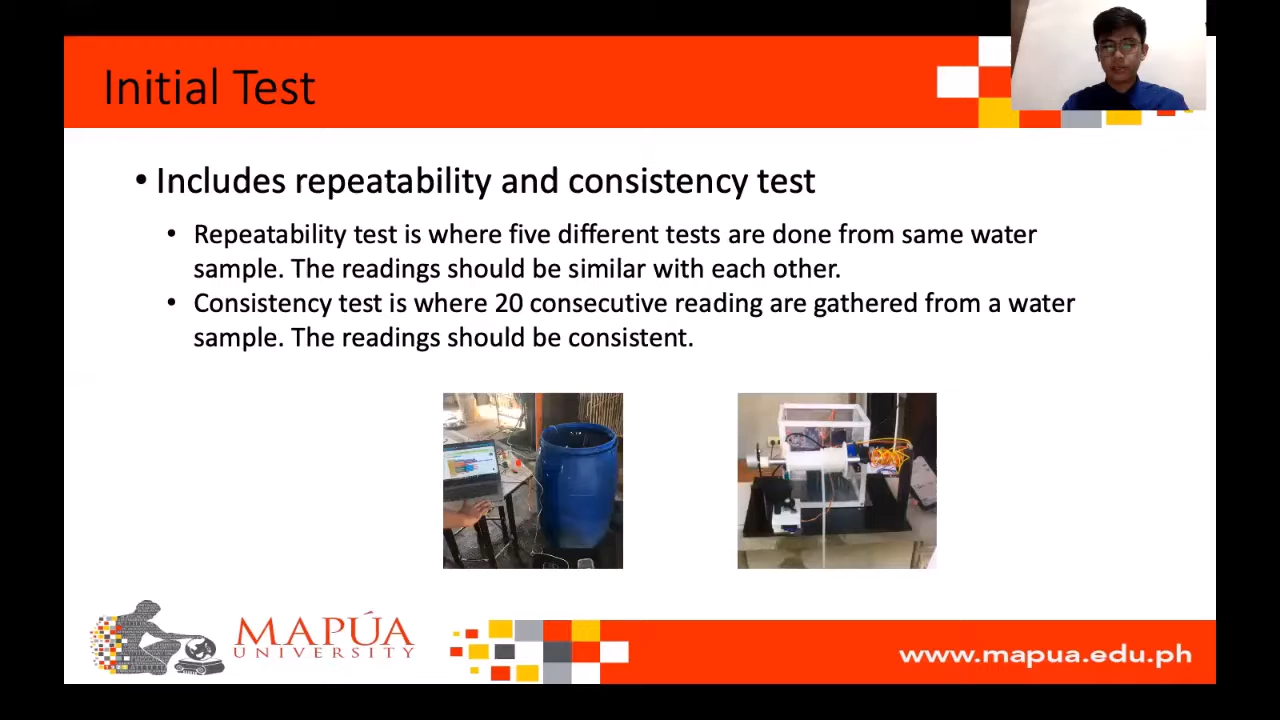 Initial Test
• Includes repeatability and consistency test
• Repeatability test is where five different tests are done from same water
sample. The readings should be similar with each other.
• Consistency test is where 20 consecutive reading are gathered from a water
sample. The readings should be consistent.
MAPÚA
UNIVERSITY
www.mapua.edu.ph